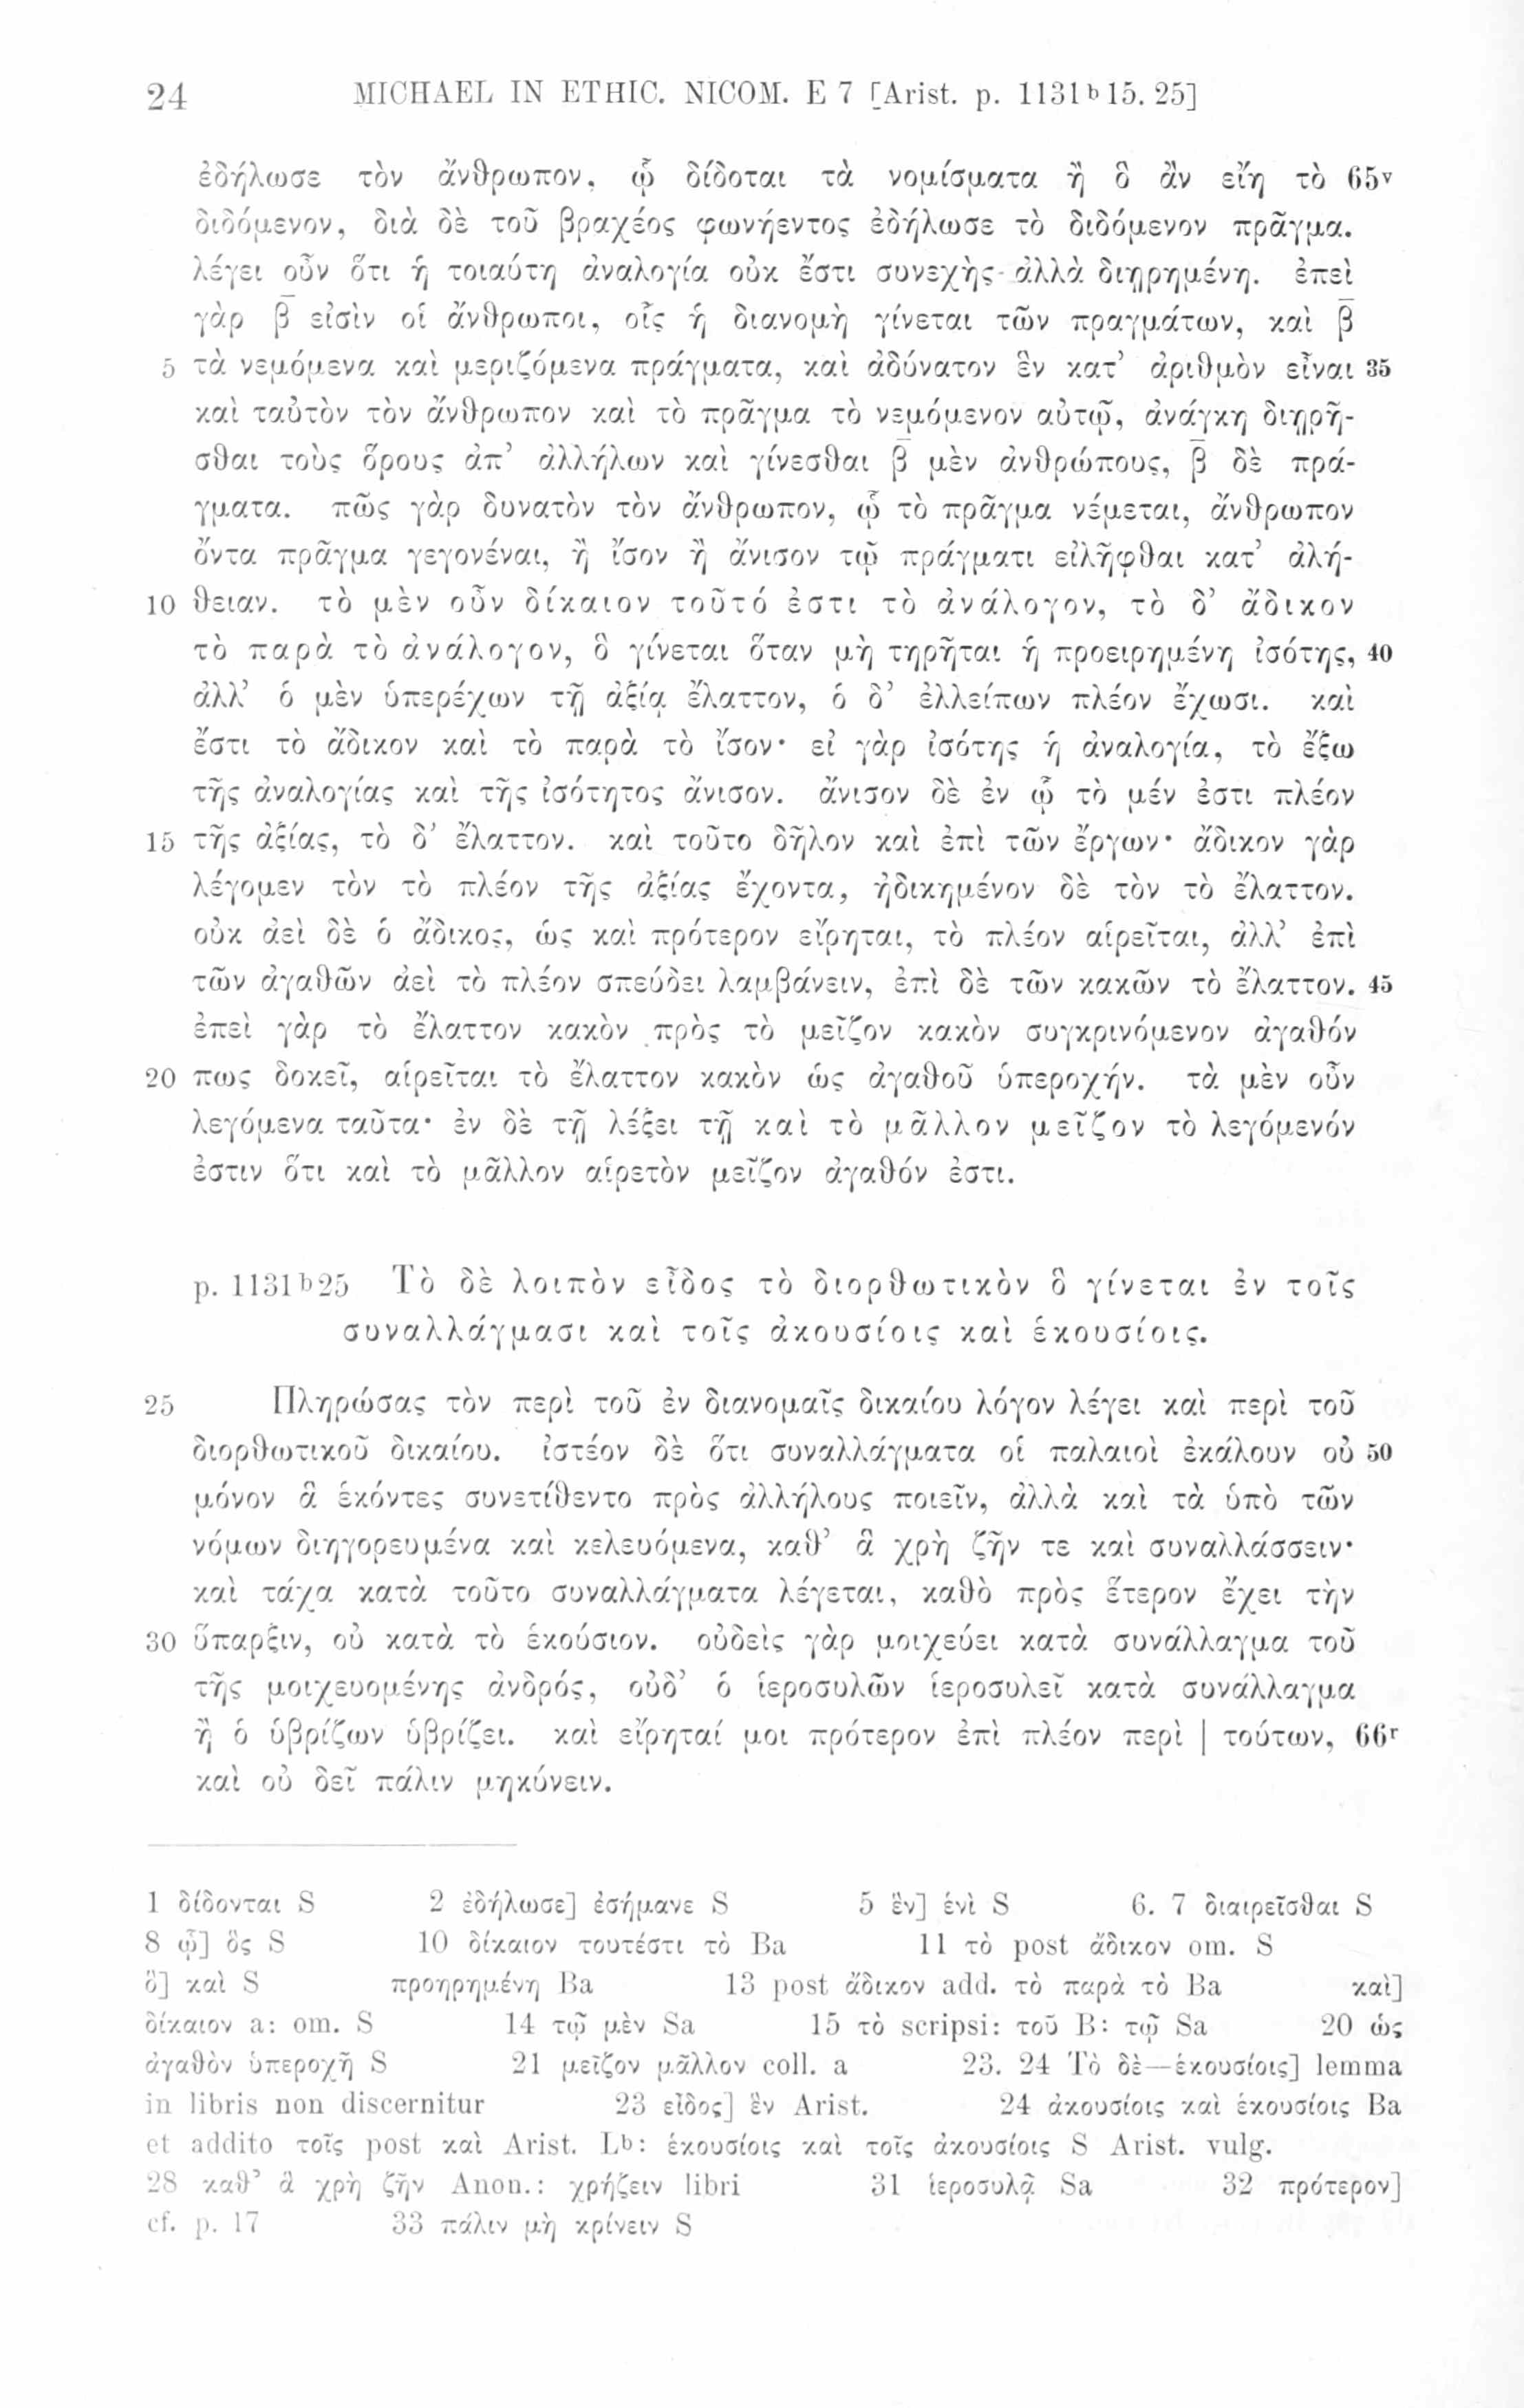 24 MICHAEL IN ETHIC. NICOM. E 7 [Arist. p. 1131ᵇ15. 25]
ἐδήλωσε τὸν ἄνθρωπον, ᾧ δίδοται τὰ νομίσματα ἢ ὃ ἂν εἴη τὸ 65ᵛ
διδόμενον, διὰ δὲ τοῦ βραχέος φωνήεντος ἐδήλωσε τὸ διδόμενον πρᾶγμα.
λέγει οὖν ὅτι ἡ τοιαύτη ἀναλογία οὐκ ἔστι συνεχὴς ἀλλὰ διῃρημένη. ἐπεὶ
γὰρ β̄ εἰσὶν οἱ ἄνθρωποι, οἷς ἡ διανομὴ γίνεται τῶν πραγμάτων, καὶ β̄
5 τὰ νεμόμενα καὶ μεριζόμενα πράγματα, καὶ ἀδύνατον ἓν κατ’ ἀριθμὸν εἶναι 35
καὶ ταὐτὸν τὸν ἄνθρωπον καὶ τὸ πρᾶγμα τὸ νεμόμενον αὐτῷ, ἀνάγκη διῃρῆ-
σθαι τοὺς ὅρους ἀπ’ ἀλλήλων καὶ γίνεσθαι β̄ μὲν ἀνθρώπους, β̄ δὲ πρά-
γματα. πῶς γὰρ δυνατὸν τὸν ἄνθρωπον, ᾧ τὸ πρᾶγμα νέμεται, ἄνθρωπον
ὄντα πρᾶγμα γεγονέναι, ἢ ἴσον ἢ ἄνισον τῷ πράγματι εἰλῆφθαι κατ’ ἀλή-
10 θειαν. τὸ μὲν οὖν δίκαιον τοῦτό ἐστι τὸ ἀνάλογον, τὸ δ’ ἄδικον
τὸ παρὰ τὸ ἀνάλογον, ὃ γίνεται ὅταν μὴ τηρῆται ἡ προειρημένη ἰσότης, 40
ἀλλ’ ὁ μὲν ὑπερέχων τῇ ἀξίᾳ ἔλαττον, ὁ δ’ ἐλλείπων πλέον ἔχωσι. καὶ
ἔστι τὸ ἄδικον καὶ τὸ παρὰ τὸ ἴσον· εἰ γὰρ ἰσότης ἡ ἀναλογία, τὸ ἔξω
τῆς ἀναλογίας καὶ τῆς ἰσότητος ἄνισον. ἄνισον δὲ ἐν ᾧ τὸ μέν ἐστι πλέον
15 τῆς ἀξίας, τὸ δ’ ἔλαττον. καὶ τοῦτο δῆλον καὶ ἐπὶ τῶν ἔργων· ἄδικον γὰρ
λέγομεν τὸν τὸ πλέον τῆς ἀξίας ἔχοντα, ἠδικημένον δὲ τὸν τὸ ἔλαττον.
οὐκ ἀεὶ δὲ ὁ ἄδικος, ὡς καὶ πρότερον εἴρηται, τὸ πλέον αἱρεῖται, ἀλλ’ ἐπὶ
τῶν ἀγαθῶν ἀεὶ τὸ πλέον σπεύδει λαμβάνειν, ἐπὶ δὲ τῶν κακῶν τὸ ἔλαττον. 45
ἐπεὶ γὰρ τὸ ἔλαττον κακὸν πρὸς τὸ μεῖζον κακὸν συγκρινόμενον ἀγαθόν
20 πως δοκεῖ, αἱρεῖται τὸ ἔλαττον κακὸν ὡς ἀγαθοῦ ὑπεροχήν. τὰ μὲν οὖν
λεγόμενα ταῦτα· ἐν δὲ τῇ λέξει τῇ καὶ τὸ μᾶλλον μεῖζον τὸ λεγόμενόν
ἐστιν ὅτι καὶ τὸ μᾶλλον αἱρετὸν μεῖζον ἀγαθόν ἐστι.
p. 1131ᵇ25 Τὸ δὲ λοιπὸν εἶδος τὸ διορθωτικὸν ὃ γίνεται ἐν τοῖς
συναλλάγμασι καὶ τοῖς ἀκουσίοις καὶ ἑκουσίοις.
25 Πληρώσας τὸν περὶ τοῦ ἐν διανομαῖς δικαίου λόγον λέγει καὶ περὶ τοῦ
διορθωτικοῦ δικαίου. ἰστέον δὲ ὅτι συναλλάγματα οἱ παλαιοὶ ἐκάλουν οὐ 50
μόνον ἃ ἑκόντες συνετίθεντο πρὸς ἀλλήλους ποιεῖν, ἀλλὰ καὶ τὰ ὑπὸ τῶν
νόμων διηγορευμένα καὶ κελευόμενα, καθ’ ἃ χρὴ ζῆν τε καὶ συναλλάσσειν·
καὶ τάχα κατὰ τοῦτο συναλλάγματα λέγεται, καθὸ πρὸς ἕτερον ἔχει τὴν
30 ὕπαρξιν, οὐ κατὰ τὸ ἑκούσιον. οὐδεὶς γὰρ μοιχεύει κατὰ συνάλλαγμα τοῦ
τῆς μοιχευομένης ἀνδρός, οὐδ’ ὁ ἱεροσυλῶν ἱεροσυλεῖ κατὰ συνάλλαγμα
ἢ ὁ ὑβρίζων ὑβρίζει. καὶ εἴρηταί μοι πρότερον ἐπὶ πλέον περὶ | τούτων, 66ʳ
καὶ οὐ δεῖ πάλιν μηκύνειν.
1 δίδονται S 2 ἐδήλωσε] ἐσήμανε S 5 ἓν] ἑνὶ S 6. 7 διαιρεῖσθαι S
8 ᾧ] ὃς S 10 δίκαιον τουτέστι τὸ Ba 11 τὸ post ἄδικον om. S
ὃ] καὶ S προηρημένη Ba 13 post ἄδικον add. τὸ παρὰ τὸ Ba καὶ]
δίκαιον a: om. S 14 τῷ μὲν Sa 15 τὸ scripsi: τοῦ B: τῷ Sa 20 ὡς
ἀγαθὸν ὑπεροχῇ S 21 μεῖζον μᾶλλον coll. a 23. 24 Τὸ δὲ—ἑκουσίοις] lemma
in libris non discernitur 23 εἶδος] ἓν Arist. 24 ἀκουσίοις καὶ ἑκουσίοις Ba
et addito τοῖς post καὶ Arist. Lᵇ: ἑκουσίοις καὶ τοῖς ἀκουσίοις S Arist. vulg.
28 καθ’ ἃ χρὴ ζῆν Anon.: χρῄζειν libri 31 ἱεροσυλᾷ Sa 32 πρότερον]
cf. p. 17 33 πάλιν μὴ κρίνειν S